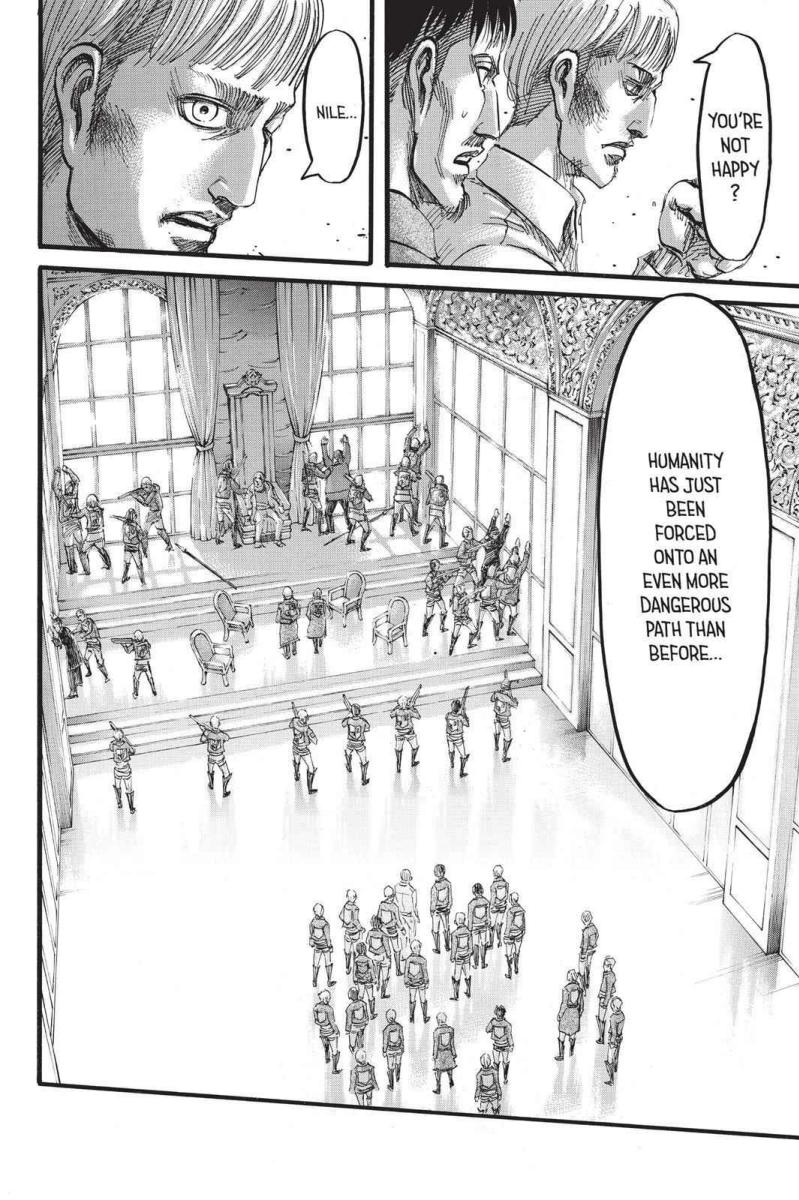 YOU'RE
NOT
HAPPY
?
NILE...
HUMANITY
HAS JUST
BEEN
FORCED
ONTO AN
EVEN MORE
DANGEROUS
PATH THAN
BEFORE...